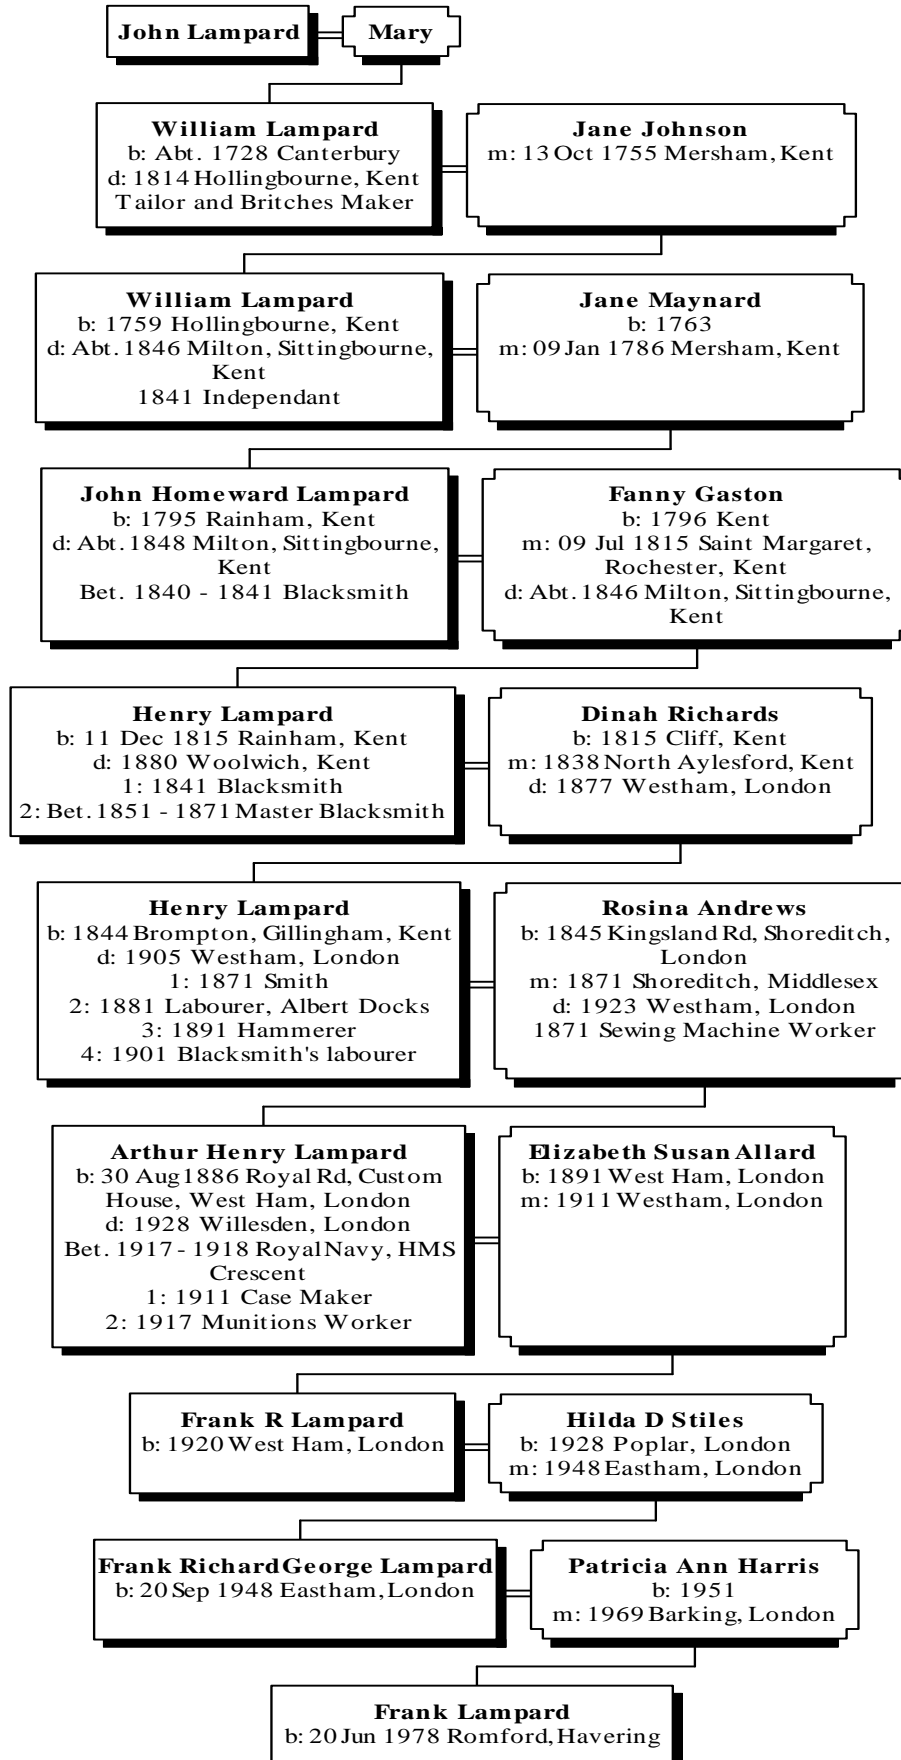 John Lampard
Mary
William Lampard
b: Abt. 1728 Canterbury
d: 1814 Hollingbourne, Kent
Tailor and Britches Maker
Jane Johnson
m: 13 Oct 1755 Mersham, Kent
William Lampard
b: 1759 Hollingbourne, Kent
d: Abt. 1846 Milton, Sittingbourne,
Kent
1841 Independant
Jane Maynard
b: 1763
m: 09 Jan 1786 Mersham, Kent
John Homeward Lampard
b: 1795 Rainham, Kent
d: Abt. 1848 Milton, Sittingbourne,
Kent
Bet. 1840 - 1841 Blacksmith
Fanny Gaston
b: 1796 Kent
m: 09 Jul 1815 Saint Margaret,
Rochester, Kent
d: Abt. 1846 Milton, Sittingbourne,
Kent
Henry Lampard
b: 11 Dec 1815 Rainham, Kent
d: 1880 Woolwich, Kent
1: 1841 Blacksmith
2: Bet. 1851 - 1871 Master Blacksmith
Dinah Richards
b: 1815 Cliff, Kent
m: 1838 North Aylesford, Kent
d: 1877 Westham, London
Henry Lampard
b: 1844 Brompton, Gillingham, Kent
d: 1905 Westham, London
1: 1871 Smith
2: 1881 Labourer, Albert Docks
3: 1891 Hammerer
4: 1901 Blacksmith's labourer
Rosina Andrews
b: 1845 Kingsland Rd, Shoreditch,
London
m: 1871 Shoreditch, Middlesex
d: 1923 Westham, London
1871 Sewing Machine Worker
Arthur Henry Lampard
b: 30 Aug 1886 Royal Rd, Custom
House, West Ham, London
d: 1928 Willesden, London
Bet. 1917 - 1918 Royal Navy, HMS
Crescent
1: 1911 Case Maker
2: 1917 Munitions Worker
Elizabeth Susan Allard
b: 1891 West Ham, London
m: 1911 Westham, London
Frank R Lampard
b: 1920 West Ham, London
Hilda D Stiles
b: 1928 Poplar, London
m: 1948 Eastham, London
Frank Richard George Lampard
b: 20 Sep 1948 Eastham, London
Patricia Ann Harris
b: 1951
m: 1969 Barking, London
Frank Lampard
b: 20 Jun 1978 Romford, Havering